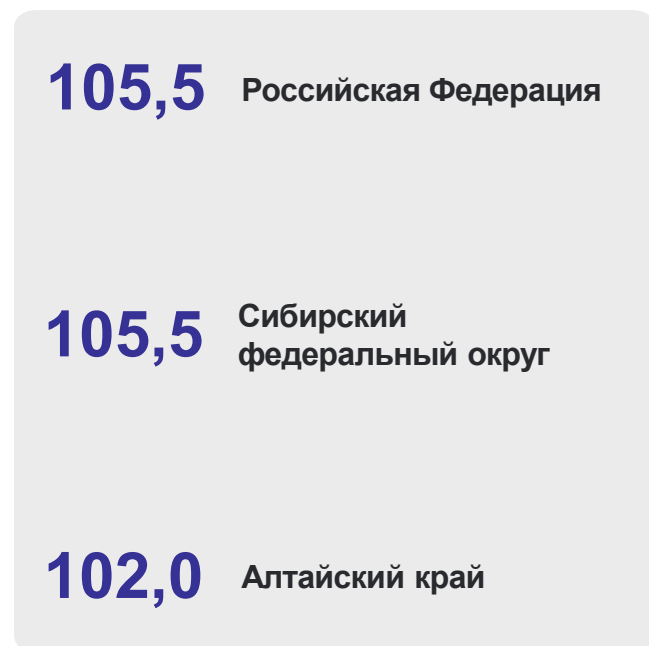 105,5 Российская Федерация
105,5 Сибирский
федеральный округ
102,0 Алтайский край